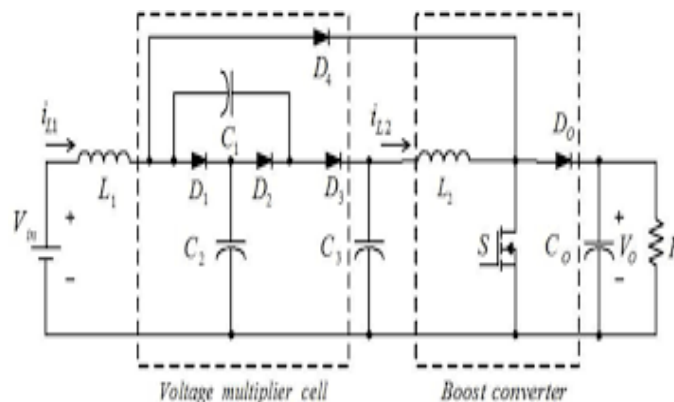 D4
iL1
C1
iL2
DO
L1
D1
D2
D3
L2
Vin
+
−
C2
C3
S
CO
+
VO
−
Voltage multiplier cell
Boost converter